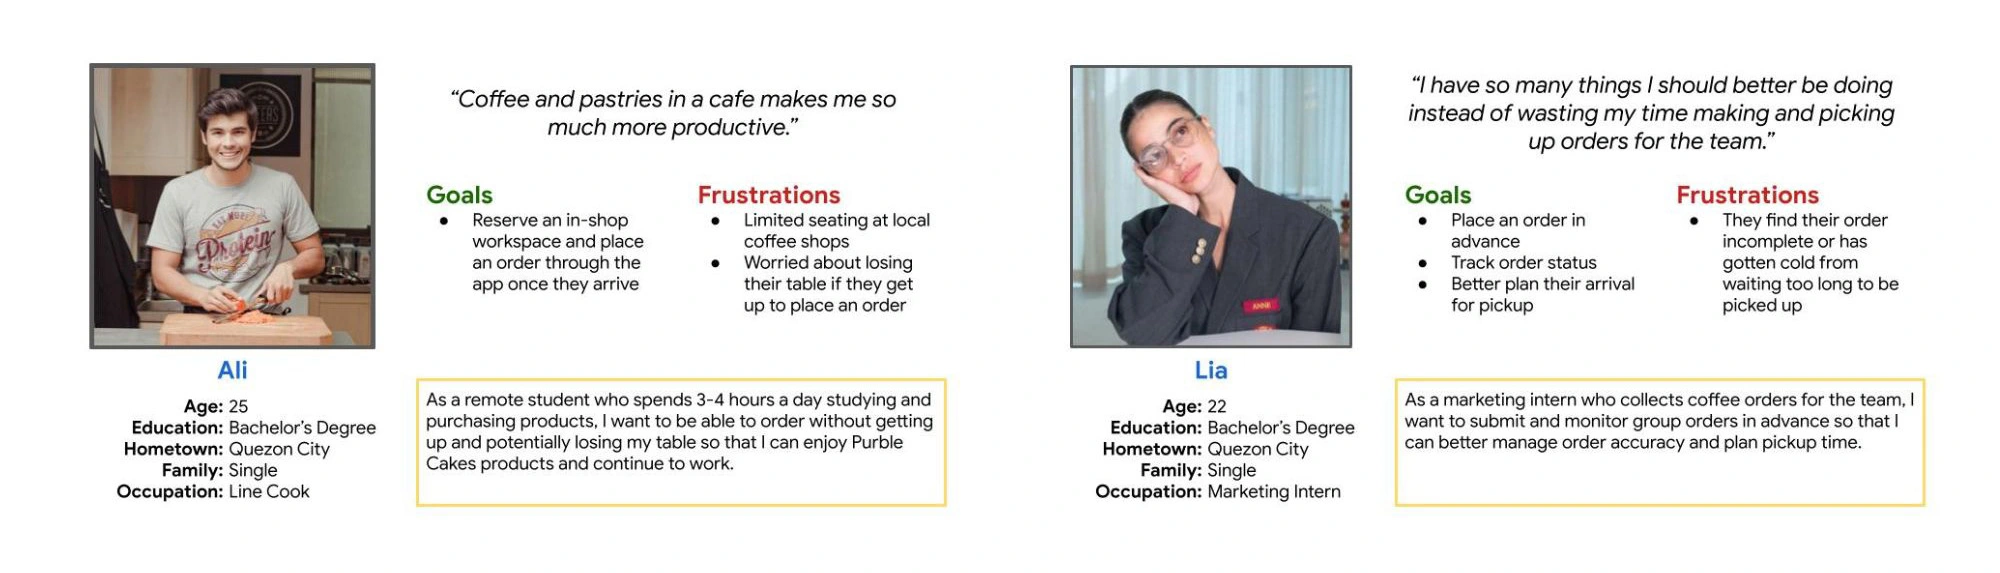 “Coffee and pastries in a cafe makes me so
much more productive.”
Goals
● Reserve an in-shop
workspace and place
an order through the
app once they arrive
Frustrations
● Limited seating at local
coffee shops
● Worried about losing
their table if they get
up to place an order
Protein
Ali
Age: 25
Education: Bachelor’s Degree
Hometown: Quezon City
Family: Single
Occupation: Line Cook
As a remote student who spends 3-4 hours a day studying and
purchasing products, I want to be able to order without getting
up and potentially losing my table so that I can enjoy Purble
Cakes products and continue to work.
“I have so many things I should better be doing
instead of wasting my time making and picking
up orders for the team.”
Goals
● Place an order in
advance
● Track order status
● Better plan their arrival
for pickup
Frustrations
● They find their order
incomplete or has
gotten cold from
waiting too long to be
picked up
ANNE
Lia
Age: 22
Education: Bachelor’s Degree
Hometown: Quezon City
Family: Single
Occupation: Marketing Intern
As a marketing intern who collects coffee orders for the team, I
want to submit and monitor group orders in advance so that I
can better manage order accuracy and plan pickup time.